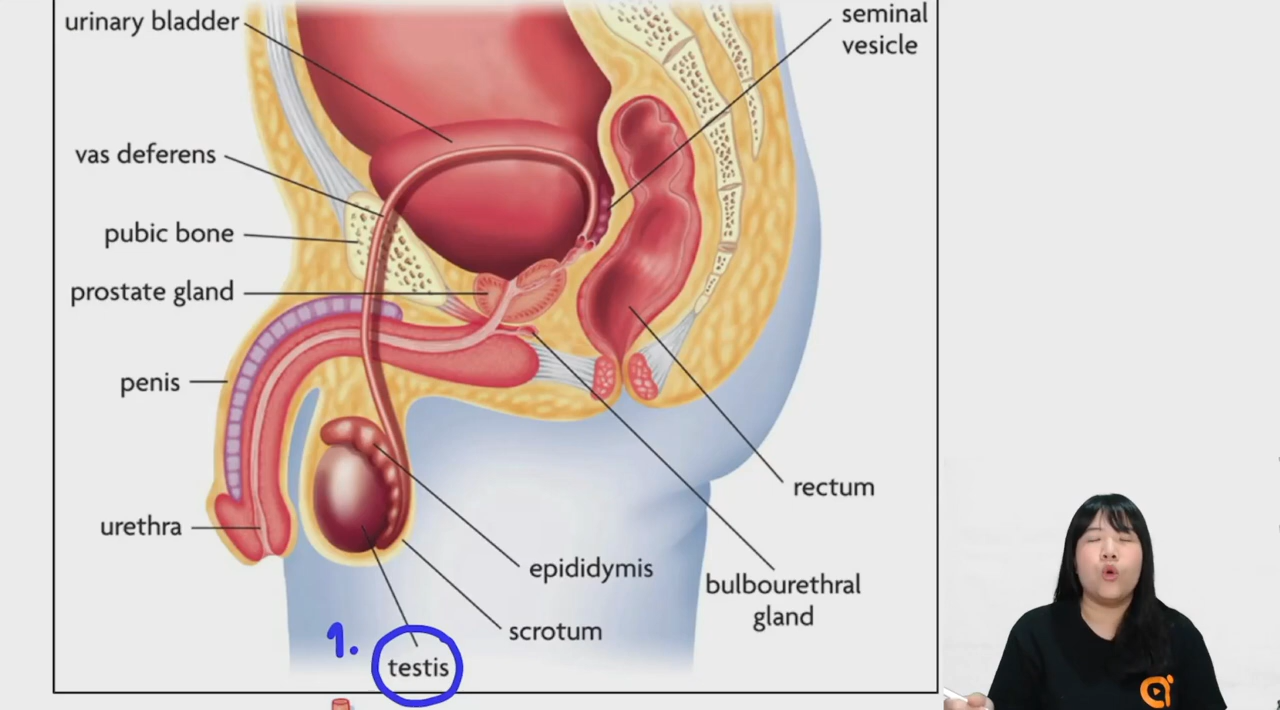 urinary bladder
seminal
vesicle
vas deferens
pubic bone
prostate gland
penis
urethra
rectum
epididymis
bulbourethral
gland
scrotum
1.
testis